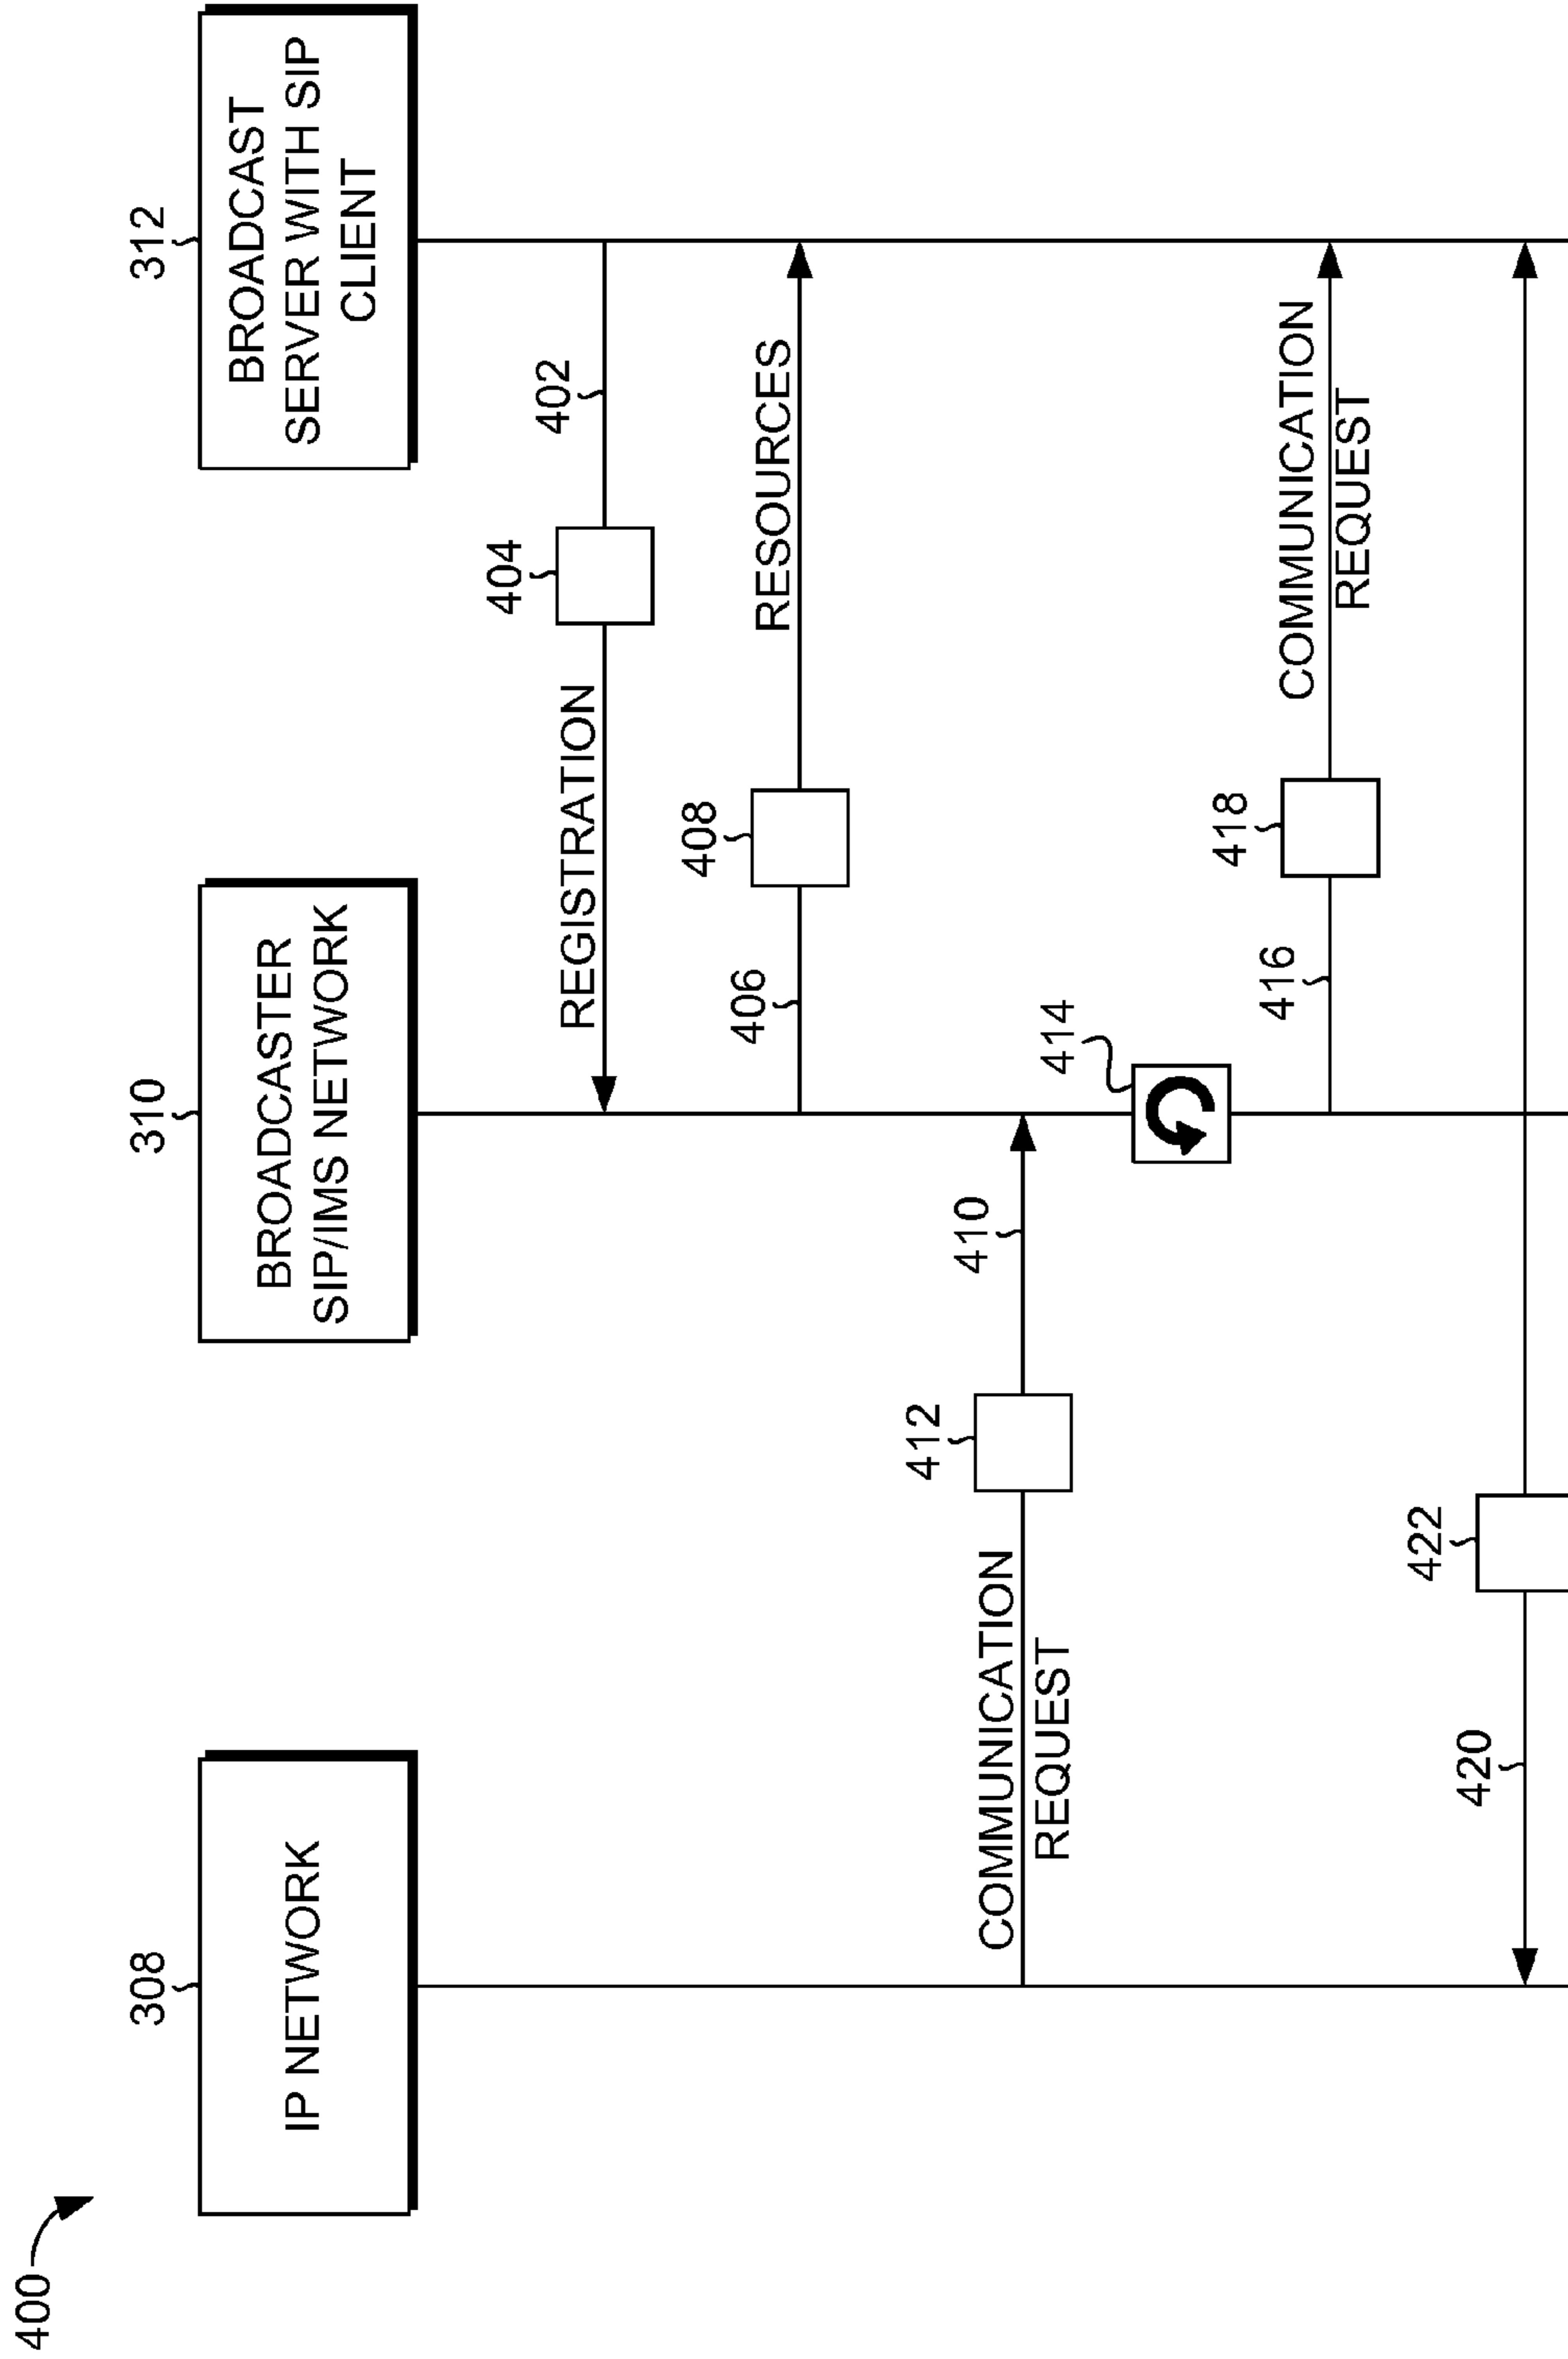 400
308
IP NETWORK
310
BROADCASTER
SIP/IMS NETWORK
312
BROADCAST
SERVER WITH SIP
CLIENT
REGISTRATION
404
402
406
408
RESOURCES
COMMUNICATION
REQUEST
412
410
414
416
418
COMMUNICATION
REQUEST
420
422